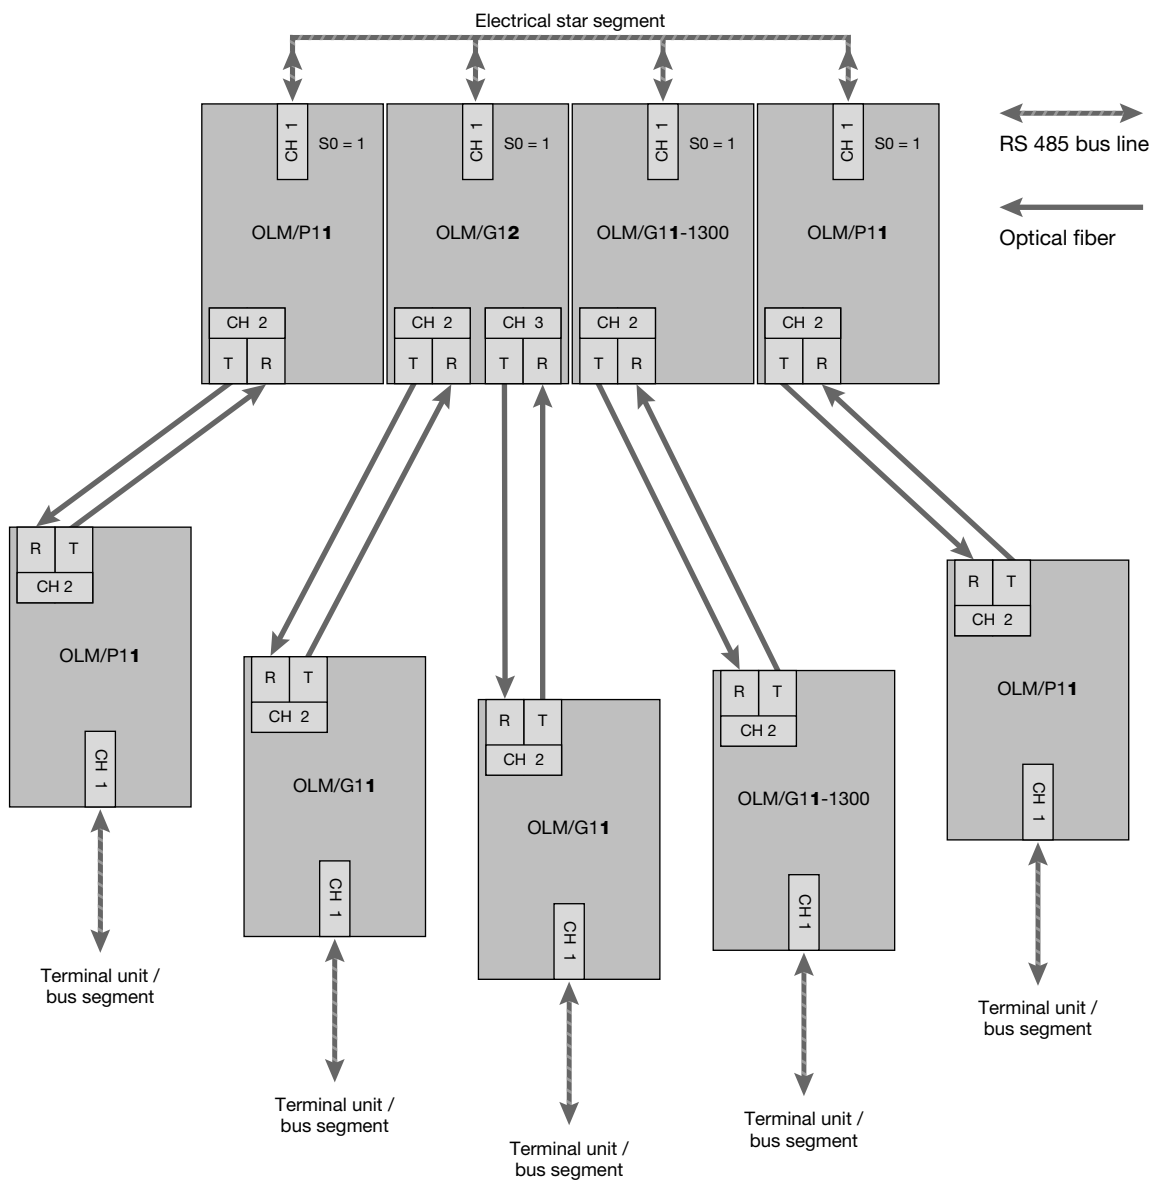 Electrical star segment
CH 1
S0 = 1
CH 1
S0 = 1
CH 1
S0 = 1
CH 1
S0 = 1
RS 485 bus line
OLM/P11
OLM/G12
OLM/G11-1300
OLM/P11
Optical fiber
CH 2
CH 2
CH 3
CH 2
CH 2
T R
T R
T R
T R
T R
R T
CH 2
OLM/P11
CH 1
Terminal unit /
bus segment
R T
CH 2
OLM/G11
CH 1
Terminal unit /
bus segment
R T
CH 2
OLM/G11
CH 1
Terminal unit /
bus segment
R T
CH 2
OLM/G11-1300
CH 1
Terminal unit /
bus segment
R T
CH 2
OLM/P11
CH 1
Terminal unit /
bus segment